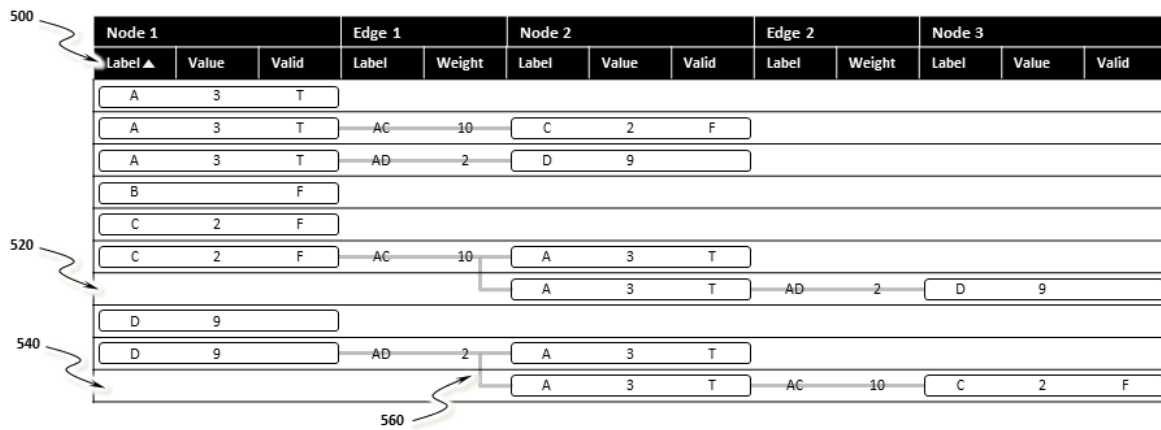 500
Node 1 Edge 1 Node 2 Edge 2 Node 3
Label▲ Value Valid Label Weight Label Value Valid Label Weight Label Value Valid
A 3 T
A 3 T AC 10 C 2 F
A 3 T AD 2 D 9
B F
C 2 F
520
C 2 F AC 10 A 3 T
A 3 T AD 2 D 9
D 9
540
D 9 AD 2 A 3 T
A 3 T AC 10 C 2 F
560